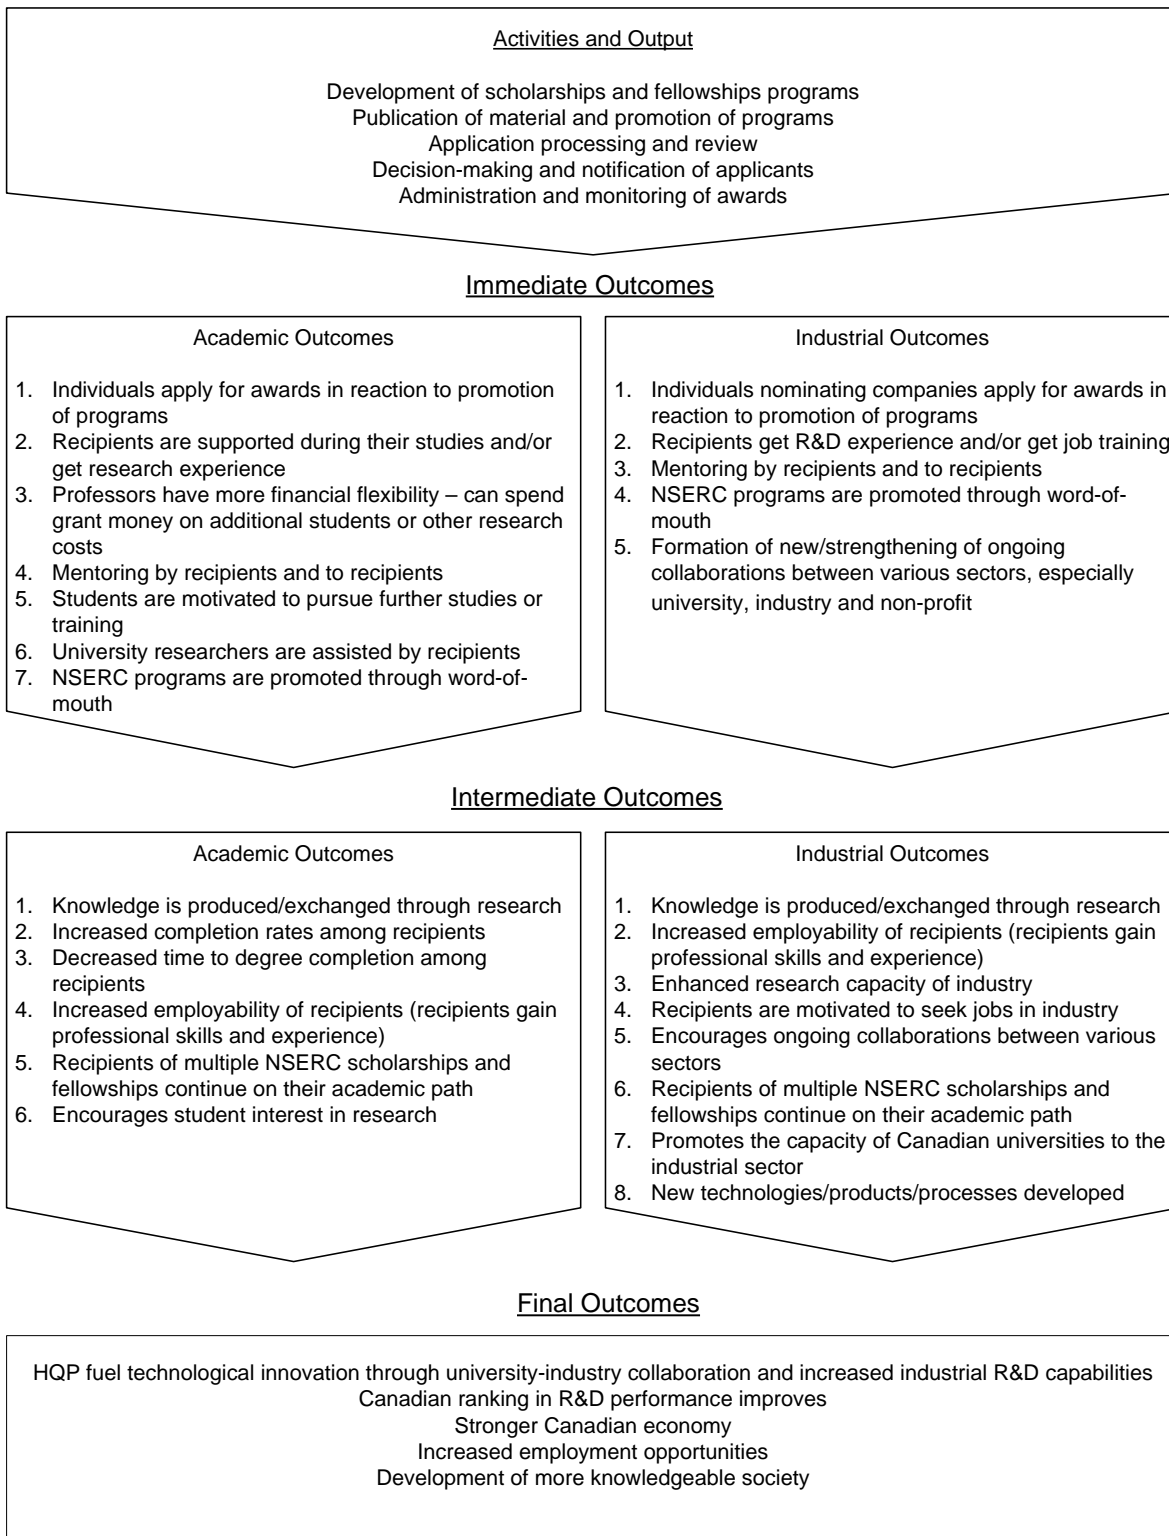 Activities and Output
Development of scholarships and fellowships programs
Publication of material and promotion of programs
Application processing and review
Decision-making and notification of applicants
Administration and monitoring of awards
Immediate Outcomes
Academic Outcomes
1. Individuals apply for awards in reaction to promotion
of programs
2. Recipients are supported during their studies and/or
get research experience
3. Professors have more financial flexibility – can spend
grant money on additional students or other research
costs
4. Mentoring by recipients and to recipients
5. Students are motivated to pursue further studies or
training
6. University researchers are assisted by recipients
7. NSERC programs are promoted through word-of-
mouth
Industrial Outcomes
1. Individuals nominating companies apply for awards in
reaction to promotion of programs
2. Recipients get R&D experience and/or get job training
3. Mentoring by recipients and to recipients
4. NSERC programs are promoted through word-of-
mouth
5. Formation of new/strengthening of ongoing
collaborations between various sectors, especially
university, industry and non-profit
Intermediate Outcomes
Academic Outcomes
1. Knowledge is produced/exchanged through research
2. Increased completion rates among recipients
3. Decreased time to degree completion among
recipients
4. Increased employability of recipients (recipients gain
professional skills and experience)
5. Recipients of multiple NSERC scholarships and
fellowships continue on their academic path
6. Encourages student interest in research
Industrial Outcomes
1. Knowledge is produced/exchanged through research
2. Increased employability of recipients (recipients gain
professional skills and experience)
3. Enhanced research capacity of industry
4. Recipients are motivated to seek jobs in industry
5. Encourages ongoing collaborations between various
sectors
6. Recipients of multiple NSERC scholarships and
fellowships continue on their academic path
7. Promotes the capacity of Canadian universities to the
industrial sector
8. New technologies/products/processes developed
Final Outcomes
HQP fuel technological innovation through university-industry collaboration and increased industrial R&D capabilities
Canadian ranking in R&D performance improves
Stronger Canadian economy
Increased employment opportunities
Development of more knowledgeable society